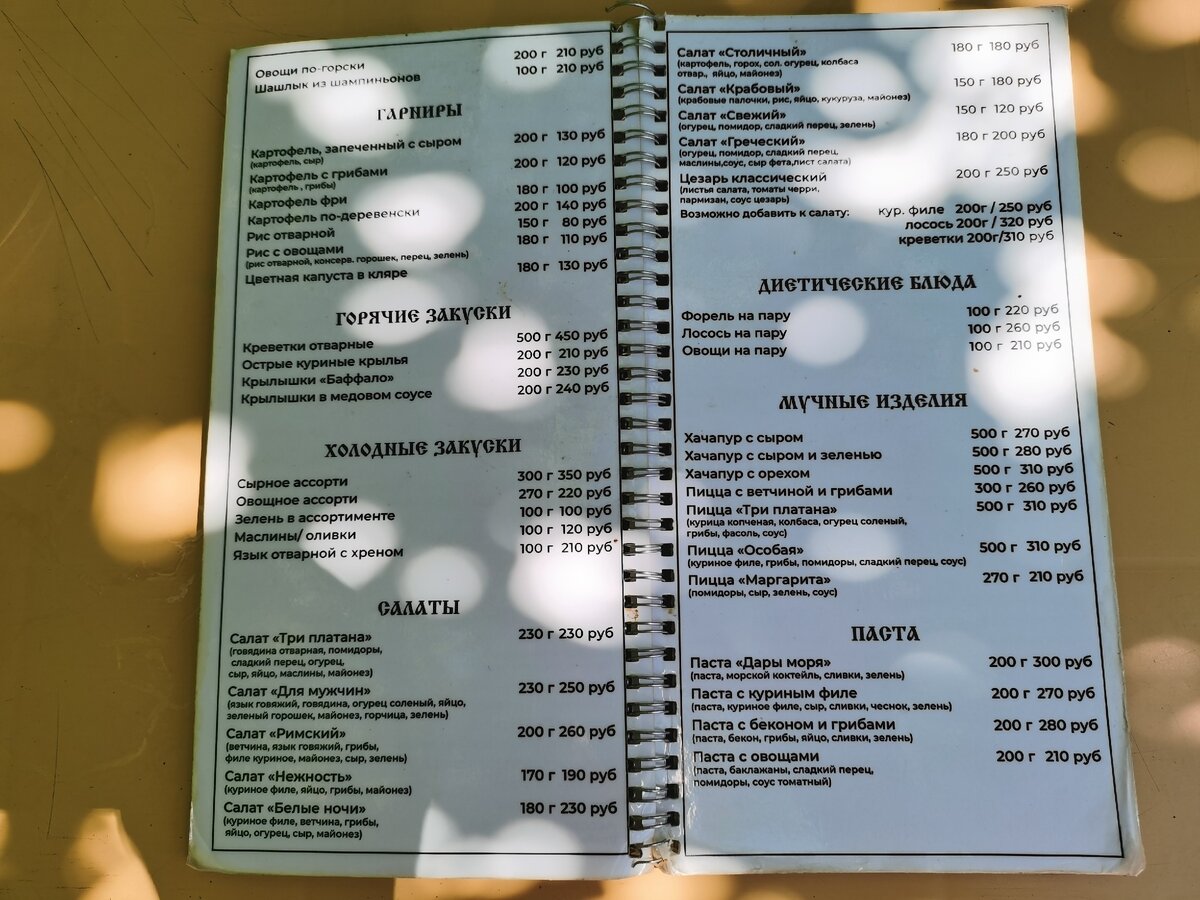 Овощи по-горски 200 г 210 руб
Шашлык из шампиньонов 100 г 210 руб
ГАРНИРЫ
Картофель, запеченный с сыром 200 г 130 руб
(картофель, сыр)
Картофель с грибами 200 г 120 руб
(картофель , грибы)
Картофель фри 180 г 100 руб
Картофель по-деревенски 200 г 140 руб
Рис отварной 150 г 80 руб
Рис с овощами 180 г 110 руб
(рис отварной, консерв. горошек, перец, зелень)
Цветная капуста в кляре 180 г 130 руб
ГОРЯЧИЕ ЗАКУСКИ
Креветки отварные 500 г 450 руб
Острые куриные крылья 200 г 210 руб
Крылышки «Баффало» 200 г 230 руб
Крылышки в медовом соусе 200 г 240 руб
ХОЛОДНЫЕ ЗАКУСКИ
Сырное ассорти 300 г 350 руб
Овощное ассорти 270 г 220 руб
Зелень в ассортименте 100 г 100 руб
Маслины/ оливки 100 г 120 руб
Язык отварной с хреном 100 г 210 руб
САЛАТЫ
Салат «Три платана» 230 г 230 руб
(говядина отварная, помидоры,
сладкий перец, огурец,
сыр, яйцо, маслины, майонез)
Салат «Для мужчин» 230 г 250 руб
(язык говяжий, говядина, огурец соленый, яйцо,
зеленый горошек, майонез, горчица, зелень)
Салат «Римский» 200 г 260 руб
(ветчина, язык говяжий, грибы,
филе куриное, майонез, сыр, зелень)
Салат «Нежность» 170 г 190 руб
(куриное филе, яйцо, грибы, майонез)
Салат «Белые ночи» 180 г 230 руб
(куриное филе, ветчина, грибы,
яйцо, огурец, сыр, майонез)
Салат «Столичный» 180 г 180 руб
(картофель, горох, сол. огурец, колбаса
отвар., яйцо, майонез)
Салат «Крабовый» 150 г 180 руб
(крабовые палочки, рис, яйцо, кукуруза, майонез)
Салат «Свежий» 150 г 120 руб
(огурец, помидор, сладкий перец, зелень)
Салат «Греческий» 180 г 200 руб
(огурец, помидор, сладкий перец,
маслины,соус, сыр фета,лист салата)
Цезарь классический 200 г 250 руб
(листья салата, томаты черри,
пармизан, соус цезарь)
Возможно добавить к салату: кур. филе 200г / 250 руб
лосось 200г / 320 руб
креветки 200г/310 руб
ДИЕТИЧЕСКИЕ БЛЮДА
Форель на пару 100 г 220 руб
Лосось на пару 100 г 260 руб
Овощи на пару 100 г 210 руб
МУЧНЫЕ ИЗДЕЛИЯ
Хачапур с сыром 500 г 270 руб
Хачапур с сыром и зеленью 500 г 280 руб
Хачапур с орехом 500 г 310 руб
Пицца с ветчиной и грибами 300 г 260 руб
Пицца «Три платана» 500 г 310 руб
(курица копченая, колбаса, огурец соленый,
грибы, фасоль, соус)
Пицца «Особая» 500 г 310 руб
(куриное филе, грибы, помидоры, сладкий перец, соус)
Пицца «Маргарита» 270 г 210 руб
(помидоры, сыр, зелень, соус)
ПАСТА
Паста «Дары моря» 200 г 300 руб
(паста, морской коктейль, сливки, зелень)
Паста с куриным филе 200 г 270 руб
(паста, куриное филе, сыр, сливки, чеснок, зелень)
Паста с беконом и грибами 200 г 280 руб
(паста, бекон, грибы, яйцо, сливки, зелень)
Паста с овощами 200 г 210 руб
(паста, баклажаны, сладкий перец,
помидоры, соус томатный)